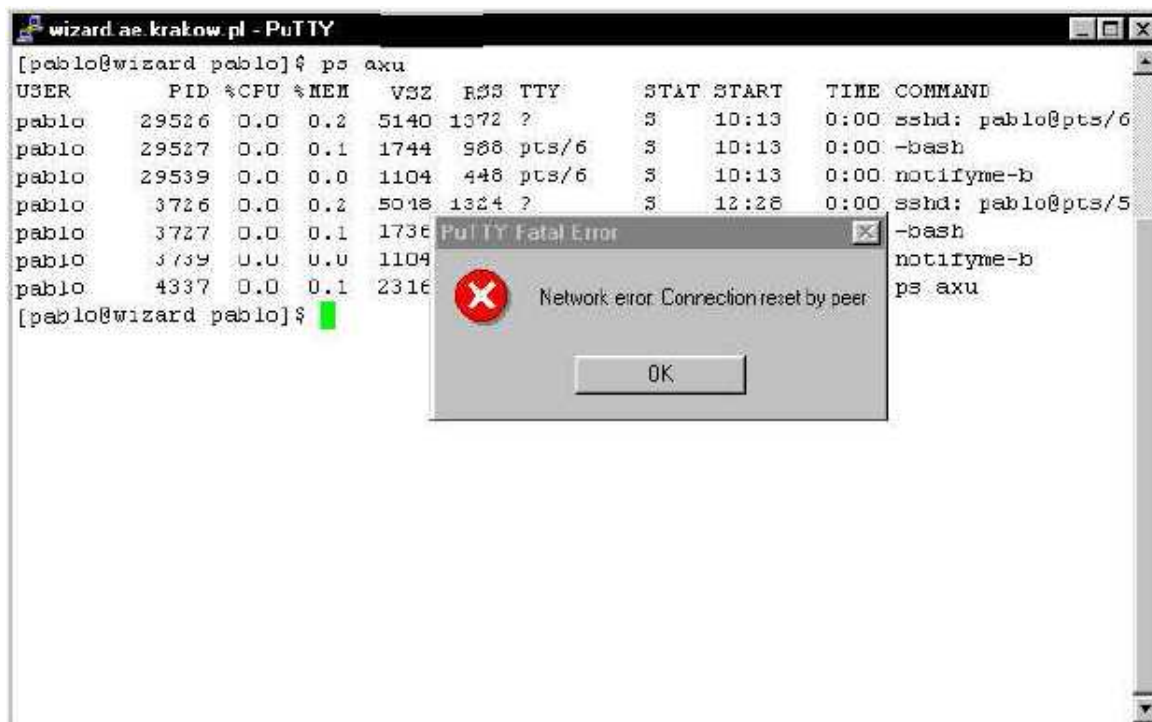 wizard.ae.krakow.pl - PuTTY
[pablo@wizard pablo]$ ps axu
USER PID %CPU %MEM VSZ RSS TTY STAT START TIME COMMAND
pablo 29526 0.0 0.2 5140 1372 ? S 10:13 0:00 sshd: pablo@pts/6
pablo 29527 0.0 0.1 1744 988 pts/6 S 10:13 0:00 -bash
pablo 29539 0.0 0.0 1104 448 pts/6 S 10:13 0:00 notifyme-b
pablo 3726 0.0 0.2 5048 1324 ? S 12:28 0:00 sshd: pablo@pts/5
pablo 3727 0.0 0.1 1736 -bash
pablo 3739 0.0 0.0 1104 notifyme-b
pablo 4337 0.0 0.1 2316 ps axu
[pablo@wizard pablo]$
PuTTY Fatal Error
Network error: Connection reset by peer
OK